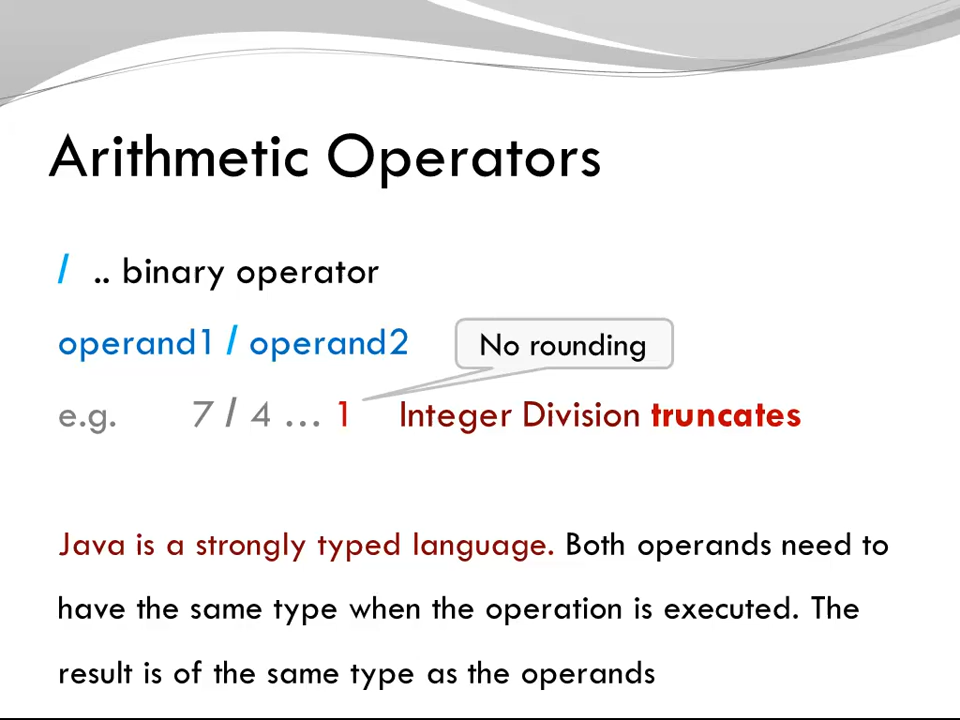 Arithmetic Operators
/ .. binary operator
operand1 / operand2
No rounding
e.g. 7 / 4 … 1 Integer Division truncates
Java is a strongly typed language. Both operands need to
have the same type when the operation is executed. The
result is of the same type as the operands